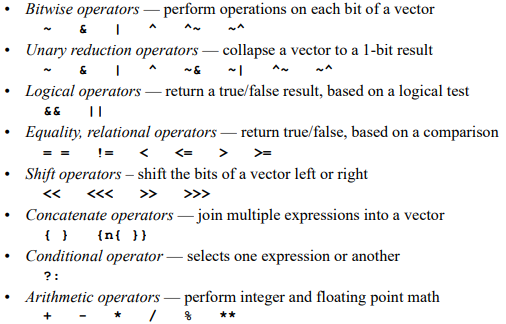 • Bitwise operators — perform operations on each bit of a vector
~ & | ^ ^~ ~^
• Unary reduction operators — collapse a vector to a 1-bit result
~ & | ^ ~& ~| ^~ ~^
• Logical operators — return a true/false result, based on a logical test
&& ||
• Equality, relational operators — return true/false, based on a comparison
= = != < <= > >=
• Shift operators – shift the bits of a vector left or right
<< <<< >> >>>
• Concatenate operators — join multiple expressions into a vector
{ } {n{ }}
• Conditional operator — selects one expression or another
?:
• Arithmetic operators — perform integer and floating point math
+ - * / % **